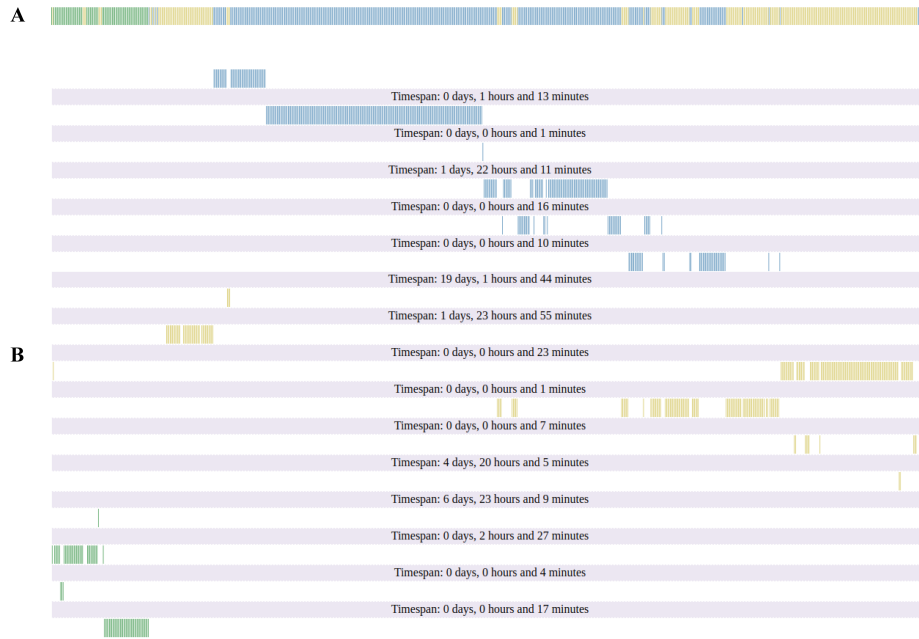 A
Timespan: 0 days, 1 hours and 13 minutes
Timespan: 0 days, 0 hours and 1 minutes
Timespan: 1 days, 22 hours and 11 minutes
Timespan: 0 days, 0 hours and 16 minutes
Timespan: 0 days, 0 hours and 10 minutes
Timespan: 19 days, 1 hours and 44 minutes
Timespan: 1 days, 23 hours and 55 minutes
Timespan: 0 days, 0 hours and 23 minutes
B
Timespan: 0 days, 0 hours and 1 minutes
Timespan: 0 days, 0 hours and 7 minutes
Timespan: 4 days, 20 hours and 5 minutes
Timespan: 6 days, 23 hours and 9 minutes
Timespan: 0 days, 2 hours and 27 minutes
Timespan: 0 days, 0 hours and 4 minutes
Timespan: 0 days, 0 hours and 17 minutes